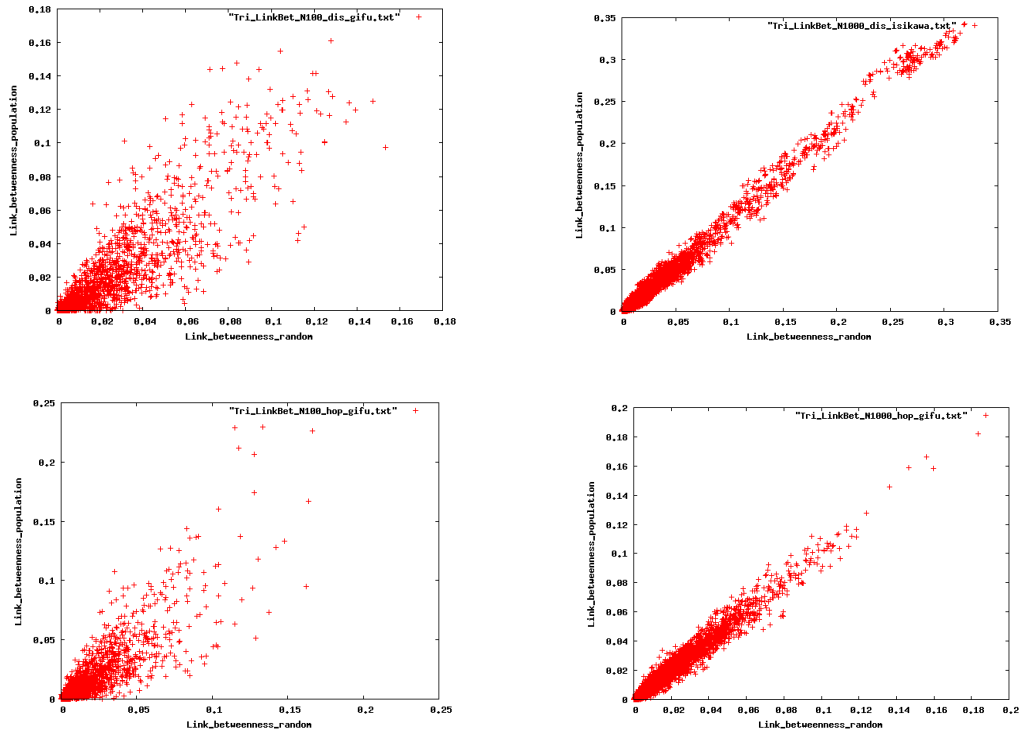 0.18
"Tri_LinkBet_N100_dis_gifu.txt"
0.16
0.14
0.12
0.1
0.08
0.06
0.04
0.02
0
Link_betweenness_population
0 0.02 0.04 0.06 0.08 0.1 0.12 0.14 0.16 0.18
Link_betweenness_random
0.35
"Tri_LinkBet_N1000_dis_isikawa.txt"
0.3
0.25
0.2
0.15
0.1
0.05
0
Link_betweenness_population
0 0.05 0.1 0.15 0.2 0.25 0.3 0.35
Link_betweenness_random
0.25
"Tri_LinkBet_N100_hop_gifu.txt"
0.2
0.15
0.1
0.05
0
Link_betweenness_population
0 0.05 0.1 0.15 0.2 0.25
Link_betweenness_random
0.2
"Tri_LinkBet_N1000_hop_gifu.txt"
0.18
0.16
0.14
0.12
0.1
0.08
0.06
0.04
0.02
0
Link_betweenness_population
0 0.02 0.04 0.06 0.08 0.1 0.12 0.14 0.16 0.18 0.2
Link_betweenness_random